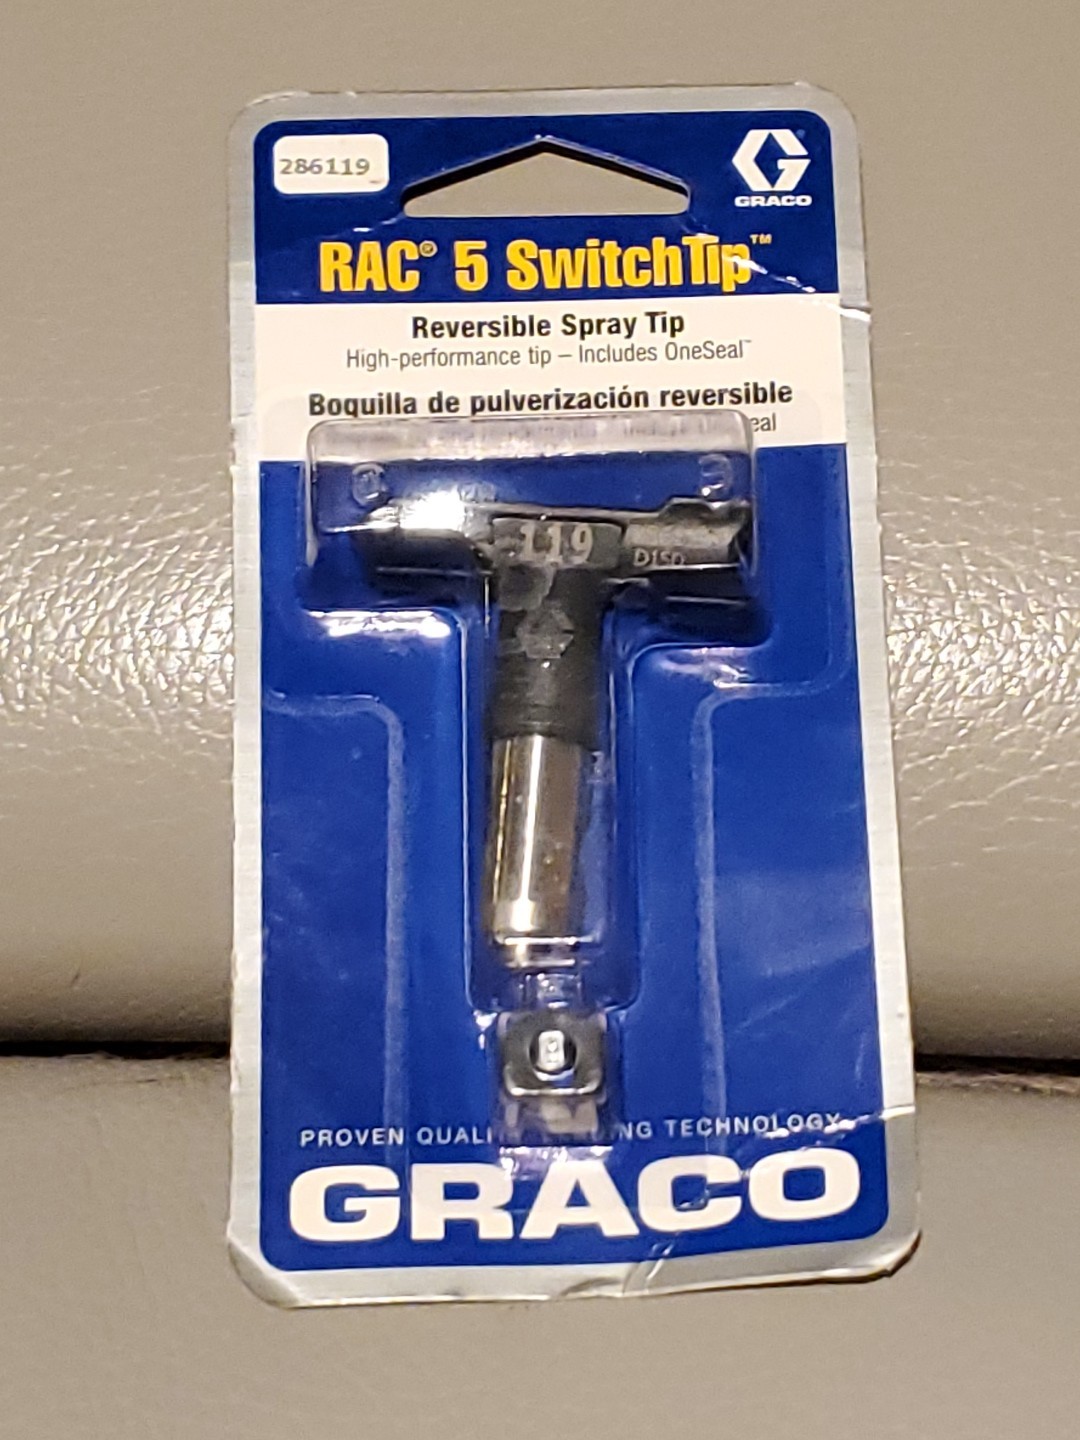 286119
GRACO
RAC® 5 SwitchTip™
Reversible Spray Tip
High-performance tip – Includes OneSeal™
Boquilla de pulverización reversible
119
PROVEN TECHNOLOGY
GRACO